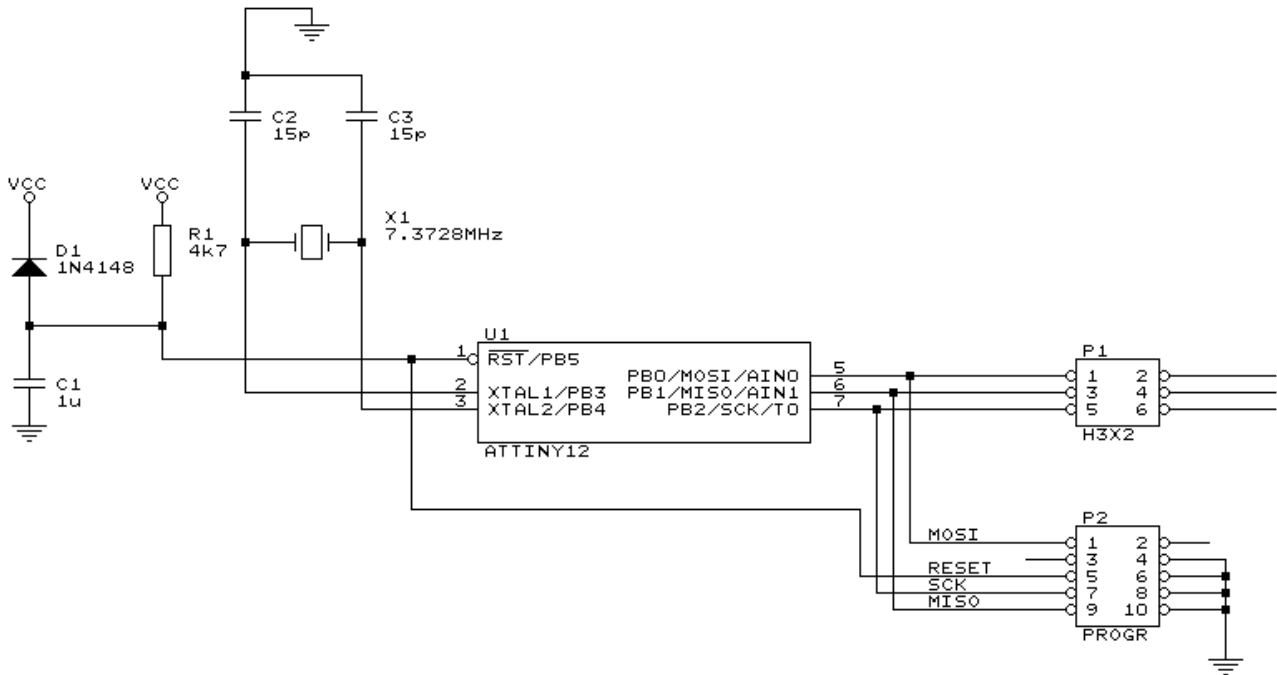 C2
15p
C3
15p
VCC
VCC
X1
7.3728MHz
R1
4k7
D1
1N4148
C1
1u
U1
1 RST/PB5
2 XTAL1/PB3
3 XTAL2/PB4
PB0/MOSI/AIN0 5
PB1/MISO/AIN1 6
PB2/SCK/T0 7
ATTINY12
P1
1 2
3 4
5 6
H3X2
P2
MOSI 1 2
3 4
RESET 5 6
SCK 7 8
MISO 9 10
PROGR